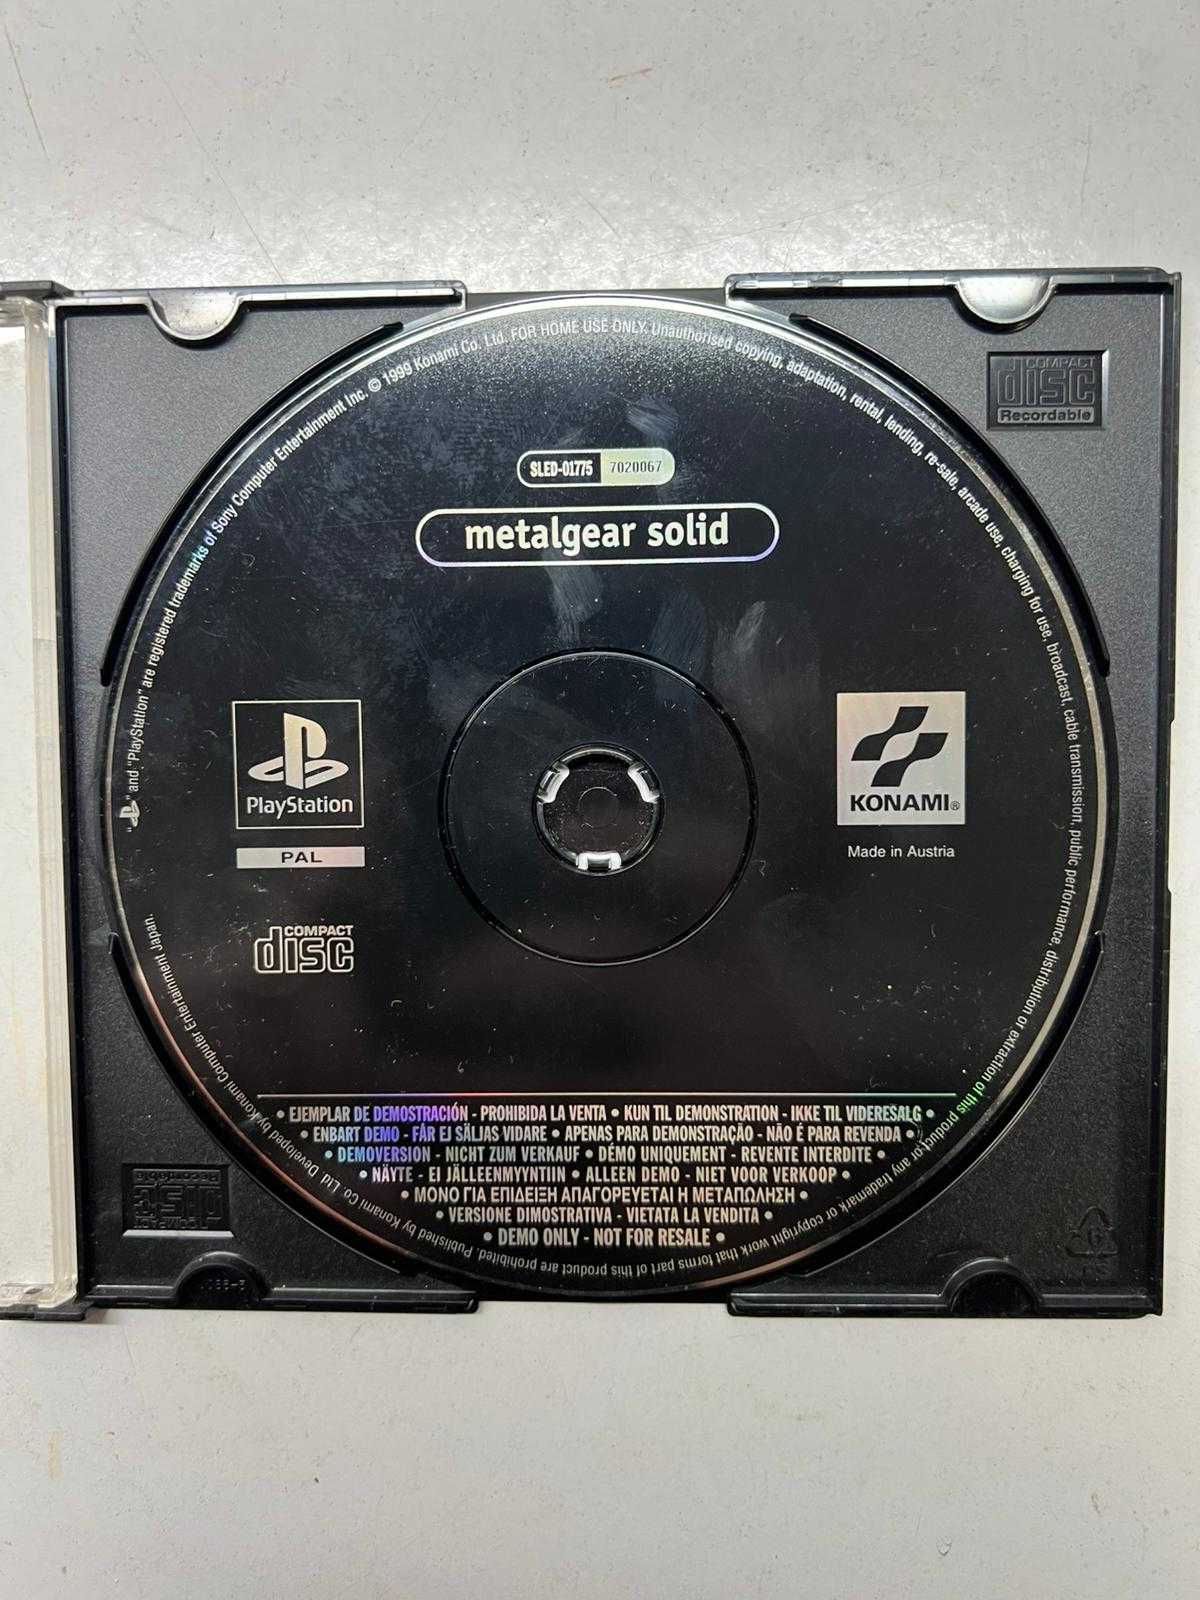 "PS" and "PlayStation" are registered trademarks of Sony Computer Entertainment Inc. © 1999 Konami Co. Ltd. FOR HOME USE ONLY. Unauthorised copying, adaptation, rental, lending, re-sale, arcade use, charging for use, broadcast, cable transmission, public performance, distribution or extraction of this product or any trademark or copyright work that forms part of this product are prohibited. Published by Konami Co. Ltd. Developed by Konami Computer Entertainment Japan.
COMPACT
disc
Recordable
SLED-01775 7020067
metalgear solid
PlayStation
PAL
KONAMI®
Made in Austria
COMPACT
disc
• EJEMPLAR DE DEMOSTRACIÓN - PROHIBIDA LA VENTA • KUN TIL DEMONSTRATION - IKKE TIL VIDERESALG •
• ENBART DEMO - FÅR EJ SÄLJAS VIDARE • APENAS PARA DEMONSTRAÇÃO - NÃO É PARA REVENDA •
• DEMOVERSION - NICHT ZUM VERKAUF • DÉMO UNIQUEMENT - REVENTE INTERDITE •
• NÄYTE - EI JÄLLEENMYYNTIIN • ALLEEN DEMO - NIET VOOR VERKOOP •
• ΜΟΝΟ ΓΙΑ ΕΠΙΔΕΙΞΗ ΑΠΑΓΟΡΕΥΕΤΑΙ Η ΜΕΤΑΠΩΛΗΣΗ •
• VERSIONE DIMOSTRATIVA - VIETATA LA VENDITA •
• DEMO ONLY - NOT FOR RESALE •
COMPACT
disc
Recordable